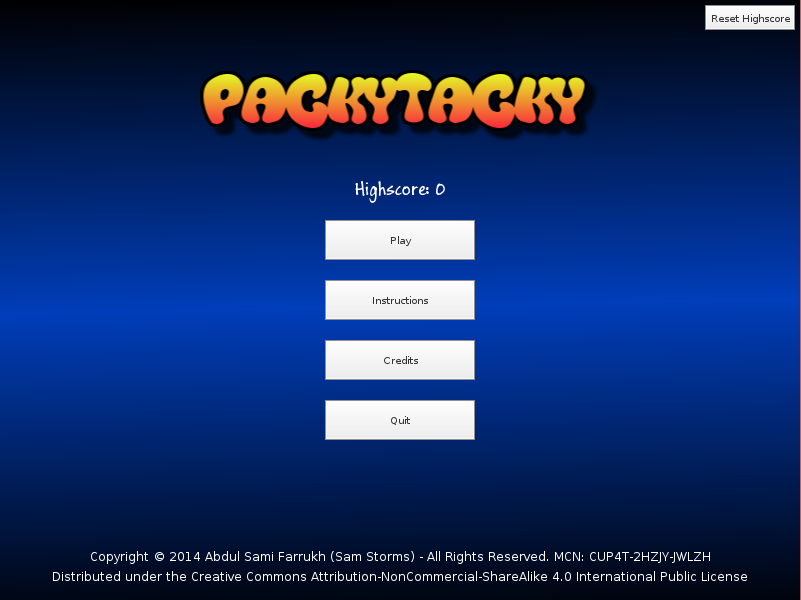 Reset Highscore
PACKYTACKY
Highscore: 0
Play
Instructions
Credits
Quit
Copyright © 2014 Abdul Sami Farrukh (Sam Storms) - All Rights Reserved. MCN: CUP4T-2HZJY-JWLZH
Distributed under the Creative Commons Attribution-NonCommercial-ShareAlike 4.0 International Public License